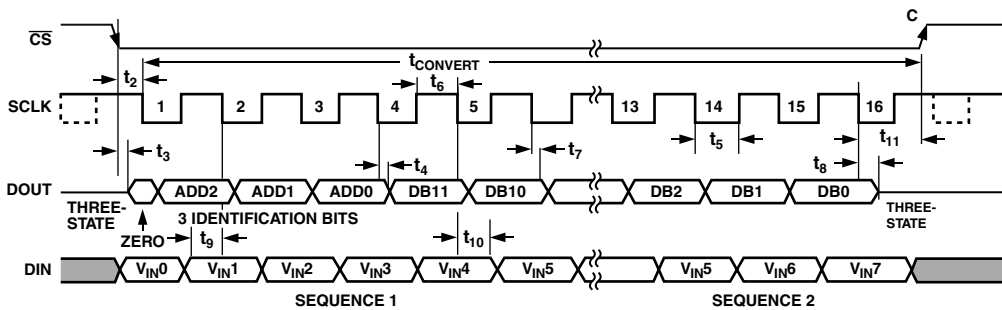 C
CS
tCONVERT
t2
t6
SCLK
1 2 3 4 5 13 14 15 16
t3
t4
t7
t5
t8
t11
DOUT
ADD2 ADD1 ADD0 DB11 DB10 DB2 DB1 DB0
THREE-
STATE
3 IDENTIFICATION BITS
THREE-
STATE
ZERO
t9
t10
DIN
VIN0 VIN1 VIN2 VIN3 VIN4 VIN5 VIN5 VIN6 VIN7
SEQUENCE 1 SEQUENCE 2